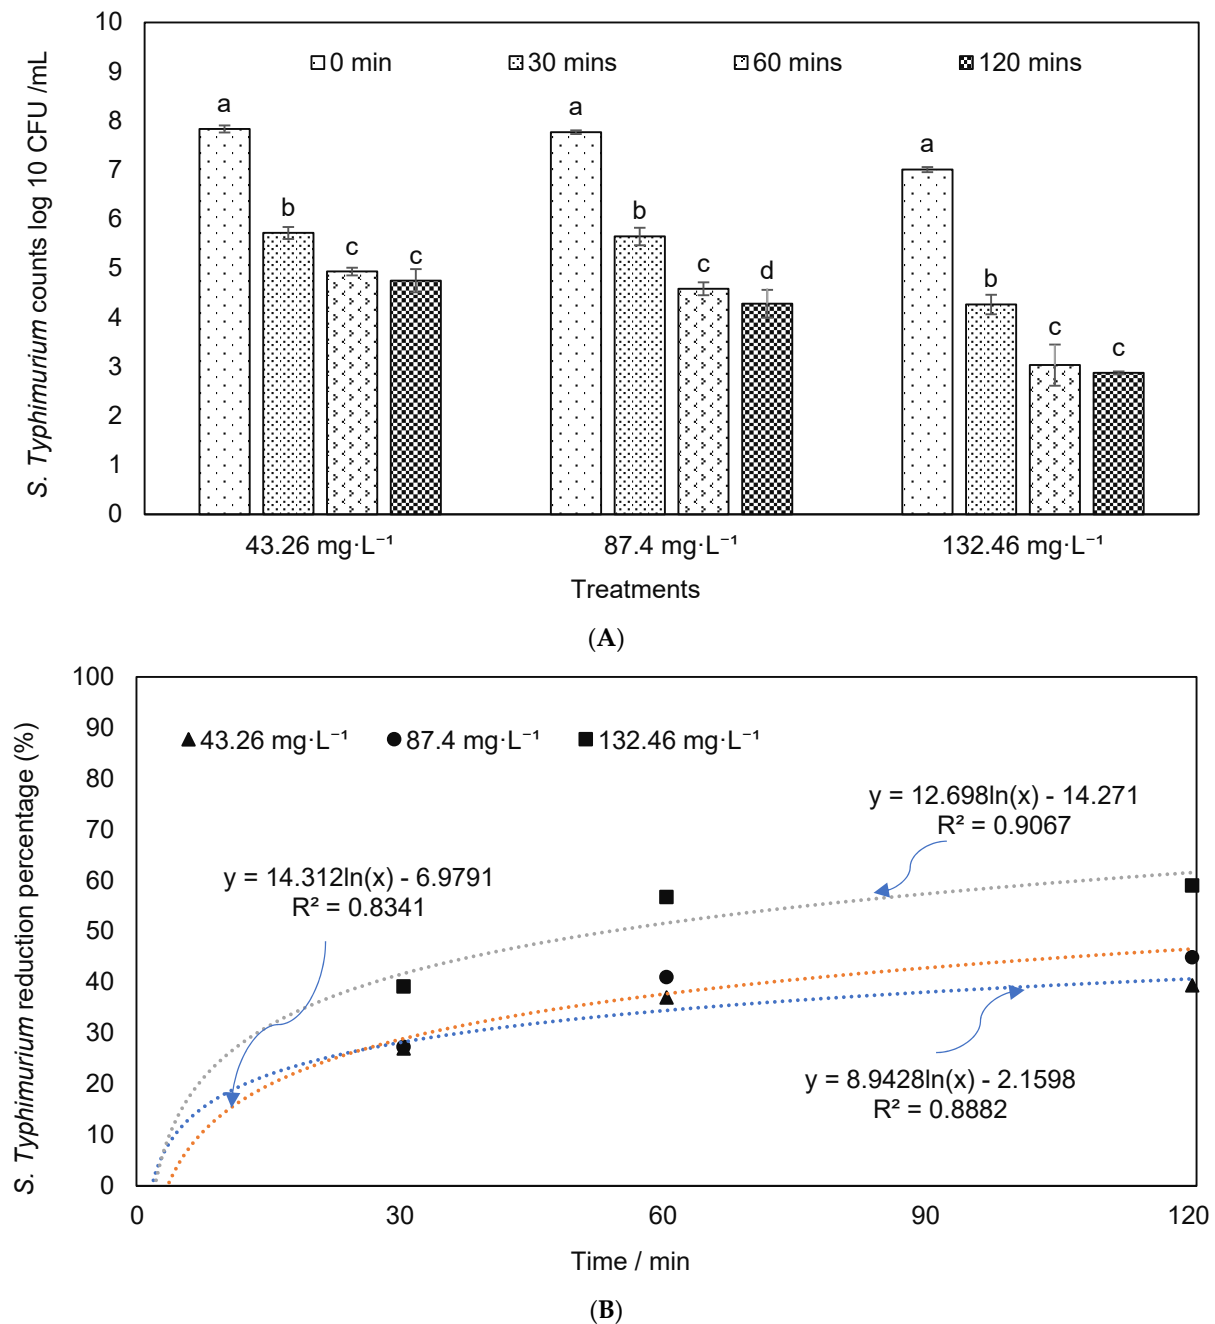 S. Typhimurium counts log 10 CFU /mL
10
9
8
7
6
5
4
3
2
1
0
0 min 30 mins 60 mins 120 mins
a
b
c
c
a
b
c
d
a
b
c
c
43.26 mg·L⁻¹ 87.4 mg·L⁻¹ 132.46 mg·L⁻¹
Treatments
(A)
S. Typhimurium reduction percentage (%)
100
90
80
70
60
50
40
30
20
10
0
43.26 mg·L⁻¹ 87.4 mg·L⁻¹ 132.46 mg·L⁻¹
y = 12.698ln(x) - 14.271
R² = 0.9067
y = 14.312ln(x) - 6.9791
R² = 0.8341
y = 8.9428ln(x) - 2.1598
R² = 0.8882
0 30 60 90 120
Time / min
(B)